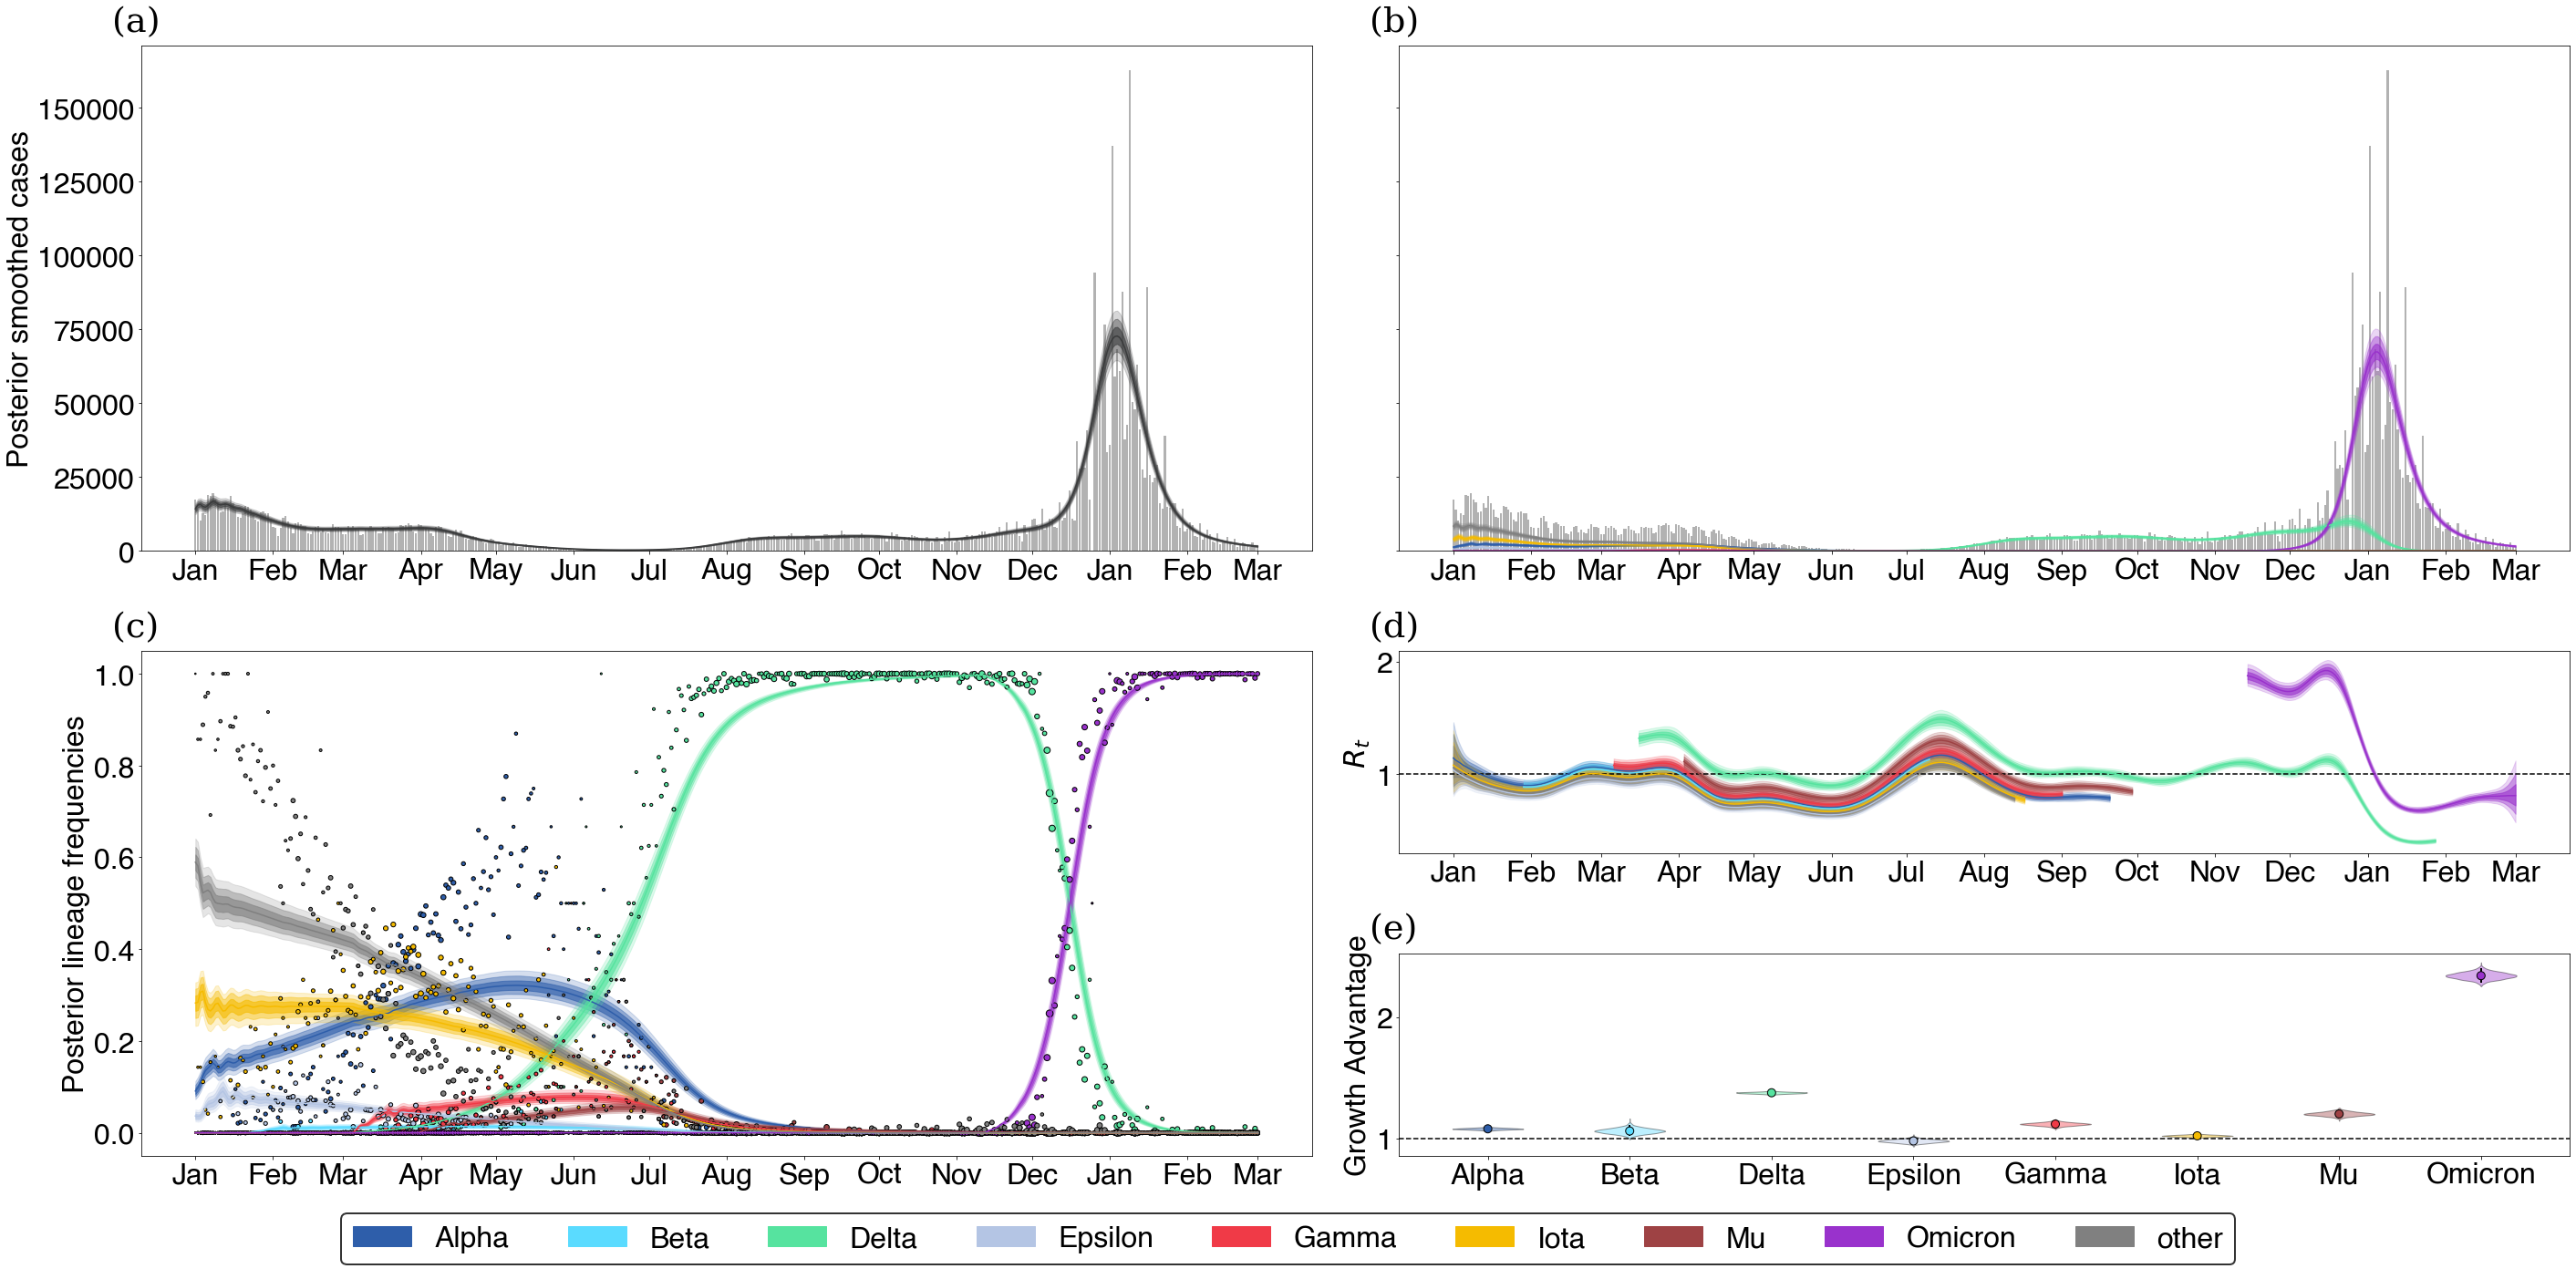 (a)
Posterior smoothed cases
150000
125000
100000
75000
50000
25000
0
Jan Feb Mar Apr May Jun Jul Aug Sep Oct Nov Dec Jan Feb Mar
(b)
Jan Feb Mar Apr May Jun Jul Aug Sep Oct Nov Dec Jan Feb Mar
(c)
Posterior lineage frequencies
1.0
0.8
0.6
0.4
0.2
0.0
Jan Feb Mar Apr May Jun Jul Aug Sep Oct Nov Dec Jan Feb Mar
(d)
R_t
2
1
Jan Feb Mar Apr May Jun Jul Aug Sep Oct Nov Dec Jan Feb Mar
(e)
Growth Advantage
2
1
Alpha Beta Delta Epsilon Gamma Iota Mu Omicron
Alpha Beta Delta Epsilon Gamma Iota Mu Omicron other